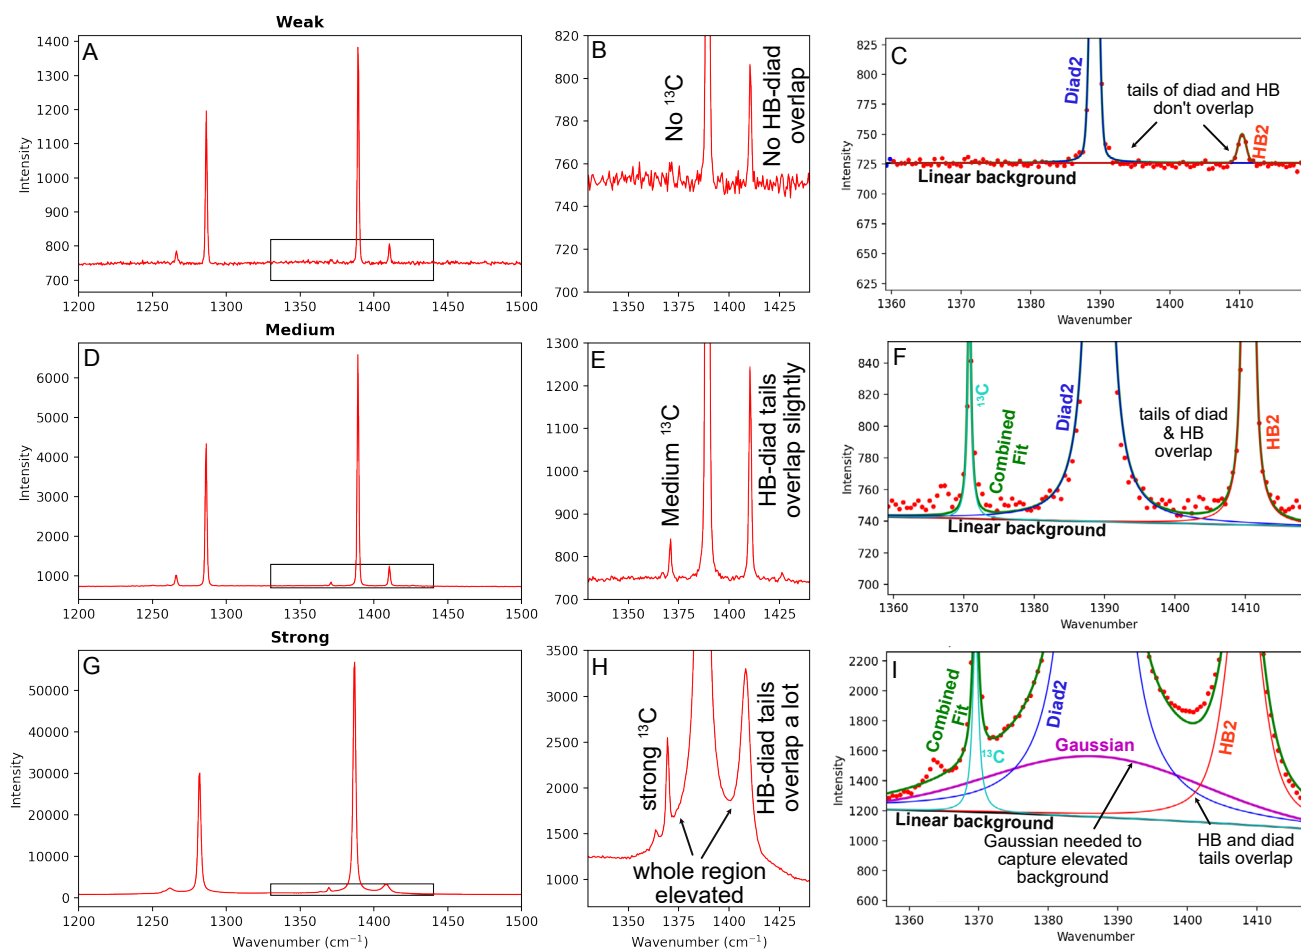 Weak
A
Intensity
1400
1300
1200
1100
1000
900
800
700
1200 1250 1300 1350 1400 1450 1500
B
820
800
780
760
740
720
700
1350 1375 1400 1425
No ¹³C
No HB-diad
overlap
C
Intensity
825
800
775
750
725
700
675
650
625
1360 1370 1380 1390 1400 1410
Wavenumber
Diad2
tails of diad and HB
don't overlap
HB2
Linear background
Medium
D
Intensity
6000
5000
4000
3000
2000
1000
1200 1250 1300 1350 1400 1450 1500
E
1300
1200
1100
1000
900
800
700
1350 1375 1400 1425
Medium ¹³C
HB-diad tails
overlap slightly
F
Intensity
840
820
800
780
760
740
720
700
1360 1370 1380 1390 1400 1410
Wavenumber
¹³C
Combined
Fit
Diad2
tails of diad
& HB
overlap
HB2
Linear background
Strong
G
Intensity
50000
40000
30000
20000
10000
0
1200 1250 1300 1350 1400 1450 1500
Wavenumber (cm⁻¹)
H
3500
3000
2500
2000
1500
1000
1350 1375 1400 1425
Wavenumber (cm⁻¹)
strong ¹³C
HB-diad tails
overlap a lot
whole region
elevated
I
Intensity
2200
2000
1800
1600
1400
1200
1000
800
600
1360 1370 1380 1390 1400 1410
Wavenumber
Combined
Fit
¹³C
Diad2
Gaussian
HB2
Linear background
Gaussian needed to
capture elevated
background
HB and diad
tails overlap